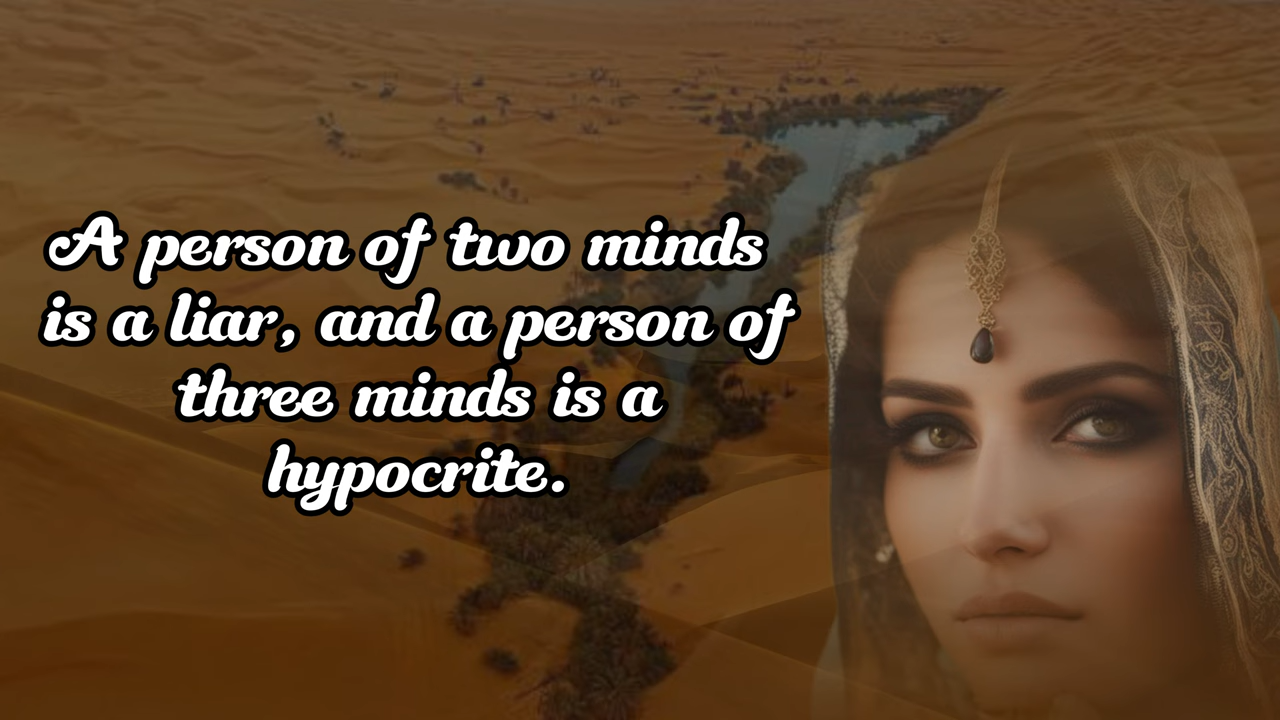 A person of two minds
is a liar, and a person of
three minds is a
hypocrite.